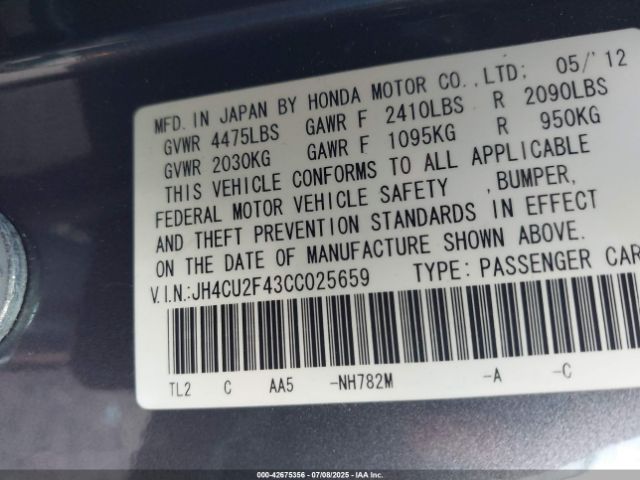 MFD. IN JAPAN BY HONDA MOTOR CO.,LTD: 05/'12
GVWR 4475LBS GAWR F 2410LBS R 2090LBS
GVWR 2030KG GAWR F 1095KG R 950KG
THIS VEHICLE CONFORMS TO ALL APPLICABLE
FEDERAL MOTOR VEHICLE SAFETY ,BUMPER,
AND THEFT PREVENTION STANDARDS IN EFFECT
ON THE DATE OF MANUFACTURE SHOWN ABOVE.
V.I.N.:JH4CU2F43CC025659 TYPE: PASSENGER CAR
TL2 C AA5 -NH782M -A -C
000-42675356 - 07/08/2025 - IAA Inc.